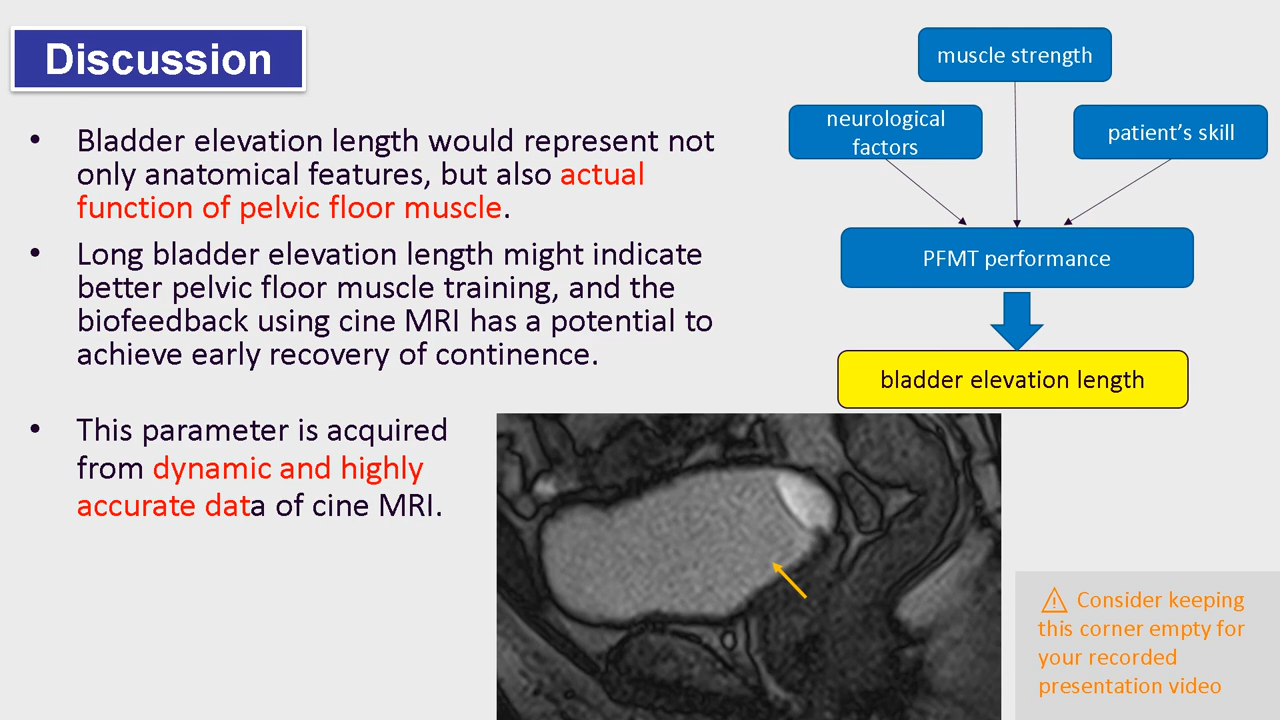 Discussion
• Bladder elevation length would represent not
only anatomical features, but also actual
function of pelvic floor muscle.
• Long bladder elevation length might indicate
better pelvic floor muscle training, and the
biofeedback using cine MRI has a potential to
achieve early recovery of continence.
• This parameter is acquired
from dynamic and highly
accurate data of cine MRI.
muscle strength
neurological
factors
patient’s skill
PFMT performance
bladder elevation length
⚠ Consider keeping
this corner empty for
your recorded
presentation video